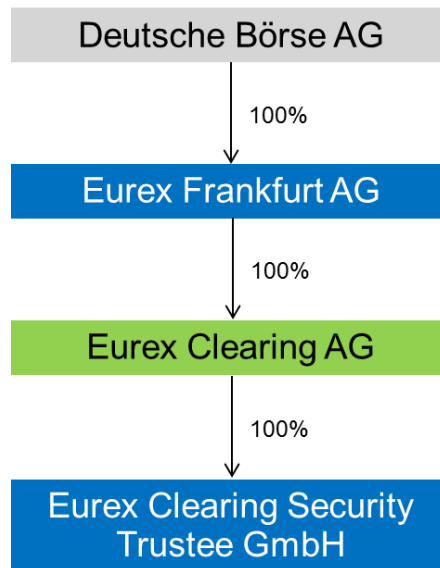 Deutsche Börse AG
100%
Eurex Frankfurt AG
100%
Eurex Clearing AG
100%
Eurex Clearing Security
Trustee GmbH